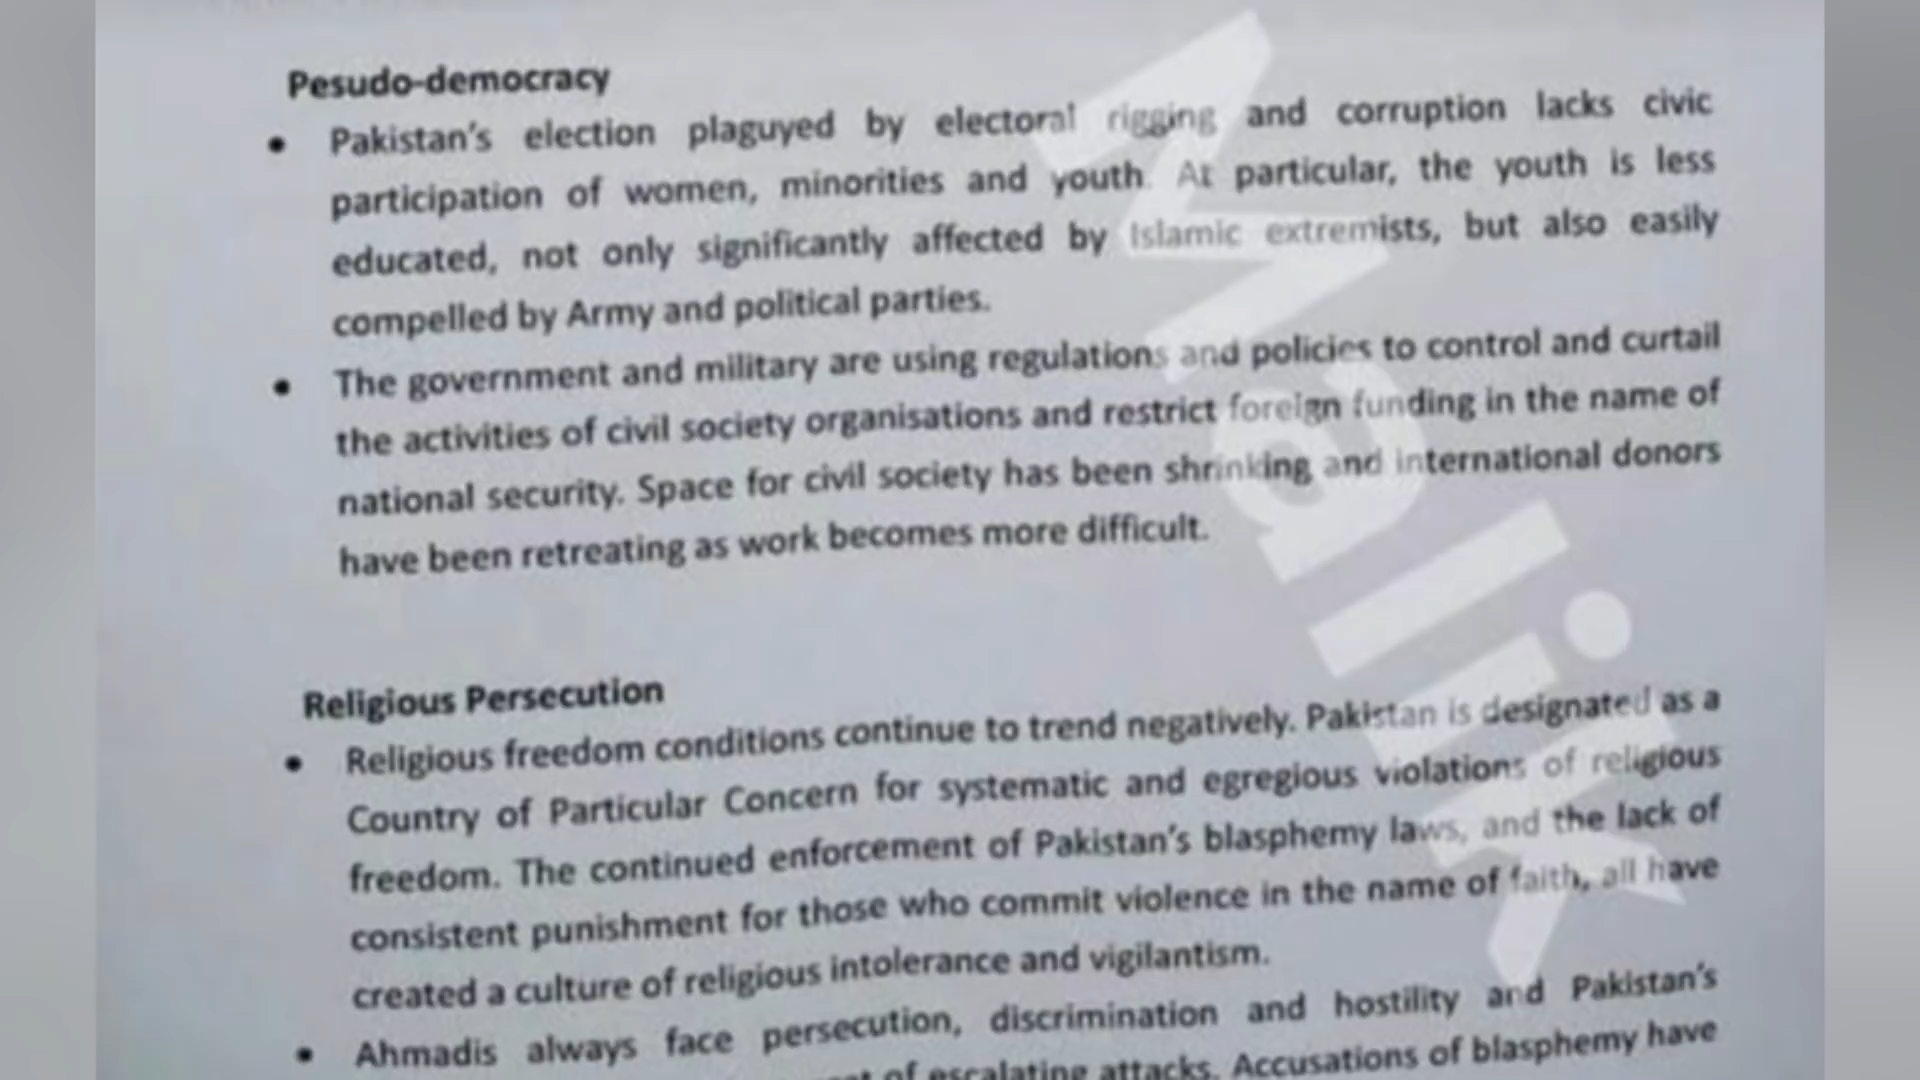 Pesudo-democracy
• Pakistan's election plaguyed by electoral rigging and corruption lacks civic
participation of women, minorities and youth. At particular, the youth is less
educated, not only significantly affected by Islamic extremists, but also easily
compelled by Army and political parties.
• The government and military are using regulations and policies to control and curtail
the activities of civil society organisations and restrict foreign funding in the name of
national security. Space for civil society has been shrinking and international donors
have been retreating as work becomes more difficult.
Religious Persecution
• Religious freedom conditions continue to trend negatively. Pakistan is designated as a
Country of Particular Concern for systematic and egregious violations of religious
freedom. The continued enforcement of Pakistan's blasphemy laws, and the lack of
consistent punishment for those who commit violence in the name of faith, all have
created a culture of religious intolerance and vigilantism.
• Ahmadis always face persecution, discrimination and hostility and Pakistan's
of escalating attacks. Accusations of blasphemy have
Malik